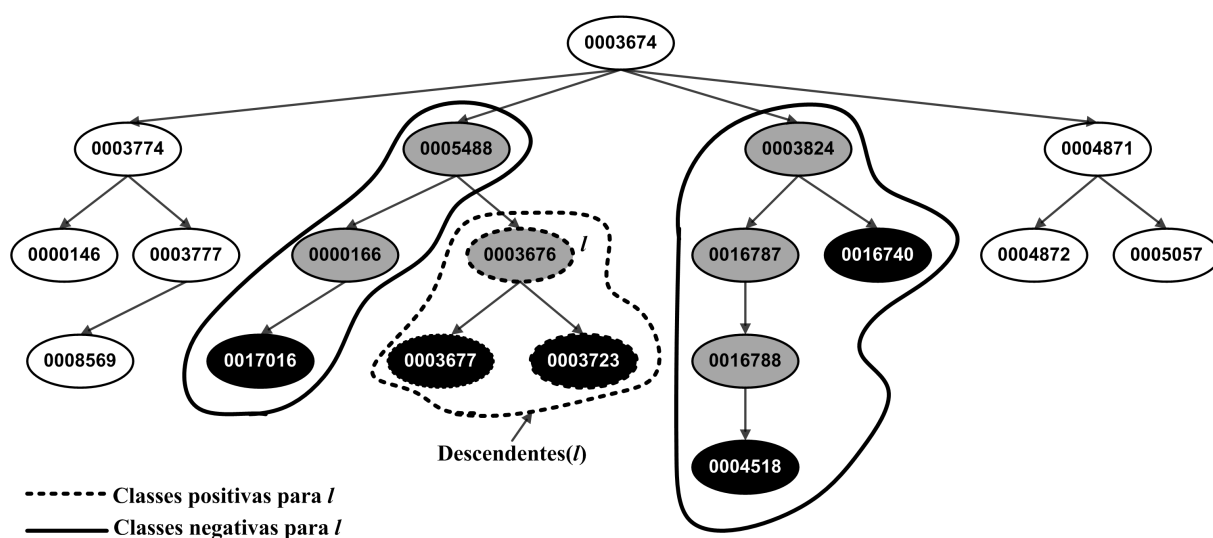 0003674
0003774 0005488 0003824 0004871
0000146 0003777 0000166 0003676 l 0016787 0016740 0004872 0005057
0008569 0017016 0003677 0003723 0016788
Descendentes(l)
0004518
Classes positivas para l
Classes negativas para l